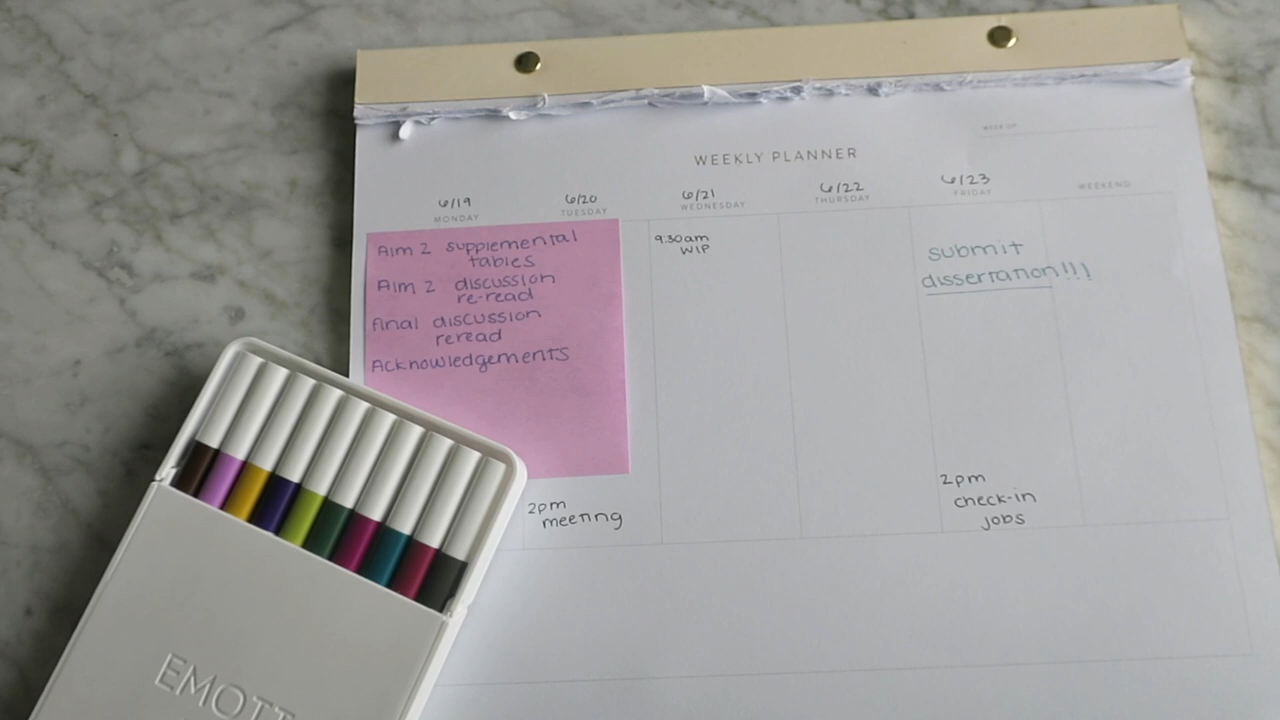 WEEK OF
WEEKLY PLANNER
6/19
MONDAY
6/20
TUESDAY
6/21
WEDNESDAY
6/22
THURSDAY
6/23
FRIDAY
WEEKEND
Aim 2 supplemental
tables
Aim 2 discussion
re-read
final discussion
reread
Acknowledgements
2pm
meeting
9:30am
WIP
submit
dissertation!!!
2pm
check-in
jobs
EMOTT